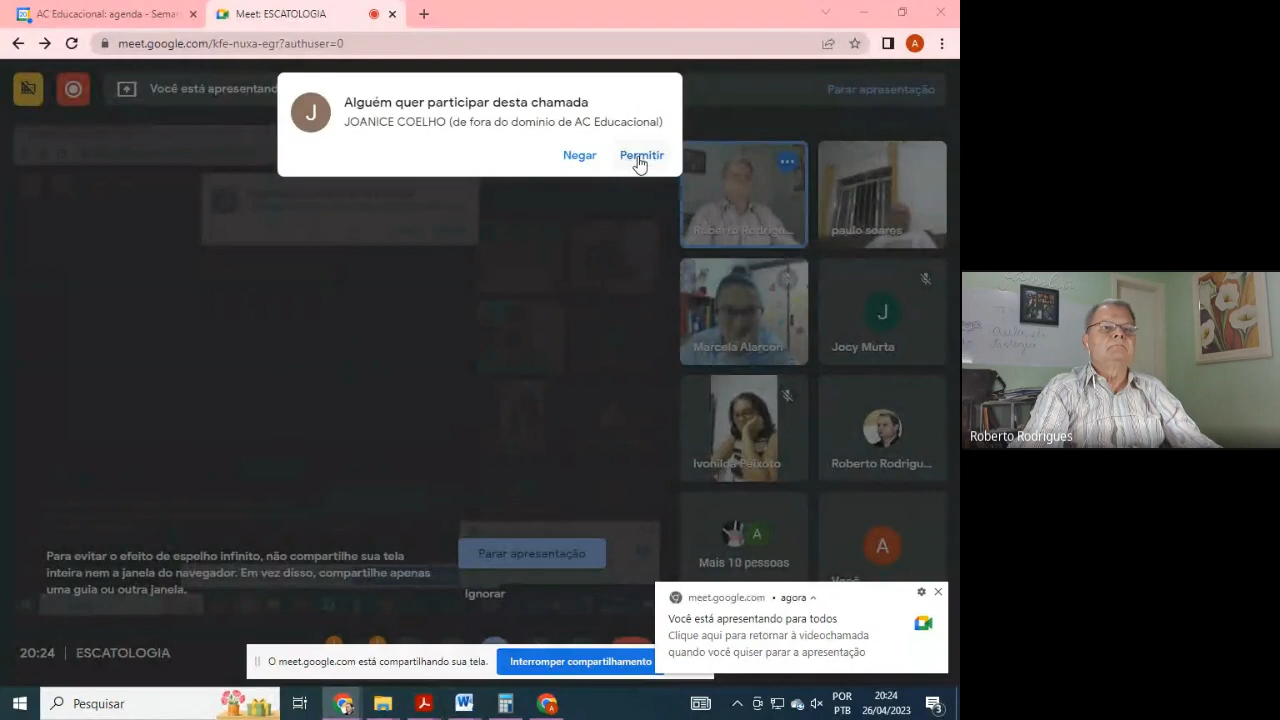 AC Educacional: agenda - Sema
Meet: ESCATOLOGIA
meet.google.com/kfe-nuxa-egr?authuser=0
A
Você está apresentand
Parar apresentação
J
Alguém quer participar desta chamada
JOANICE COELHO (de fora do domínio de AC Educacional)
Negar
Permitir
Roberto Rodrigu...
paulo soares
Marcela Alarcon
J
Jocy Murta
Ivonilda Peixoto
Roberto Rodrigu...
A
Mais 10 pessoas
A
Você
Roberto Rodrigues
Para evitar o efeito de espelho infinito, não compartilhe sua tela
inteira nem a janela do navegador. Em vez disso, compartilhe apenas
uma guia ou outra janela.
Parar apresentação
Ignorar
meet.google.com • agora
Você está apresentando para todos
Clique aqui para retornar à videochamada
quando você quiser parar a apresentação
20:24 | ESCATOLOGIA
O meet.google.com está compartilhando sua tela.
Interromper compartilhamento
Pesquisar
POR
PTB
20:24
26/04/2023
3